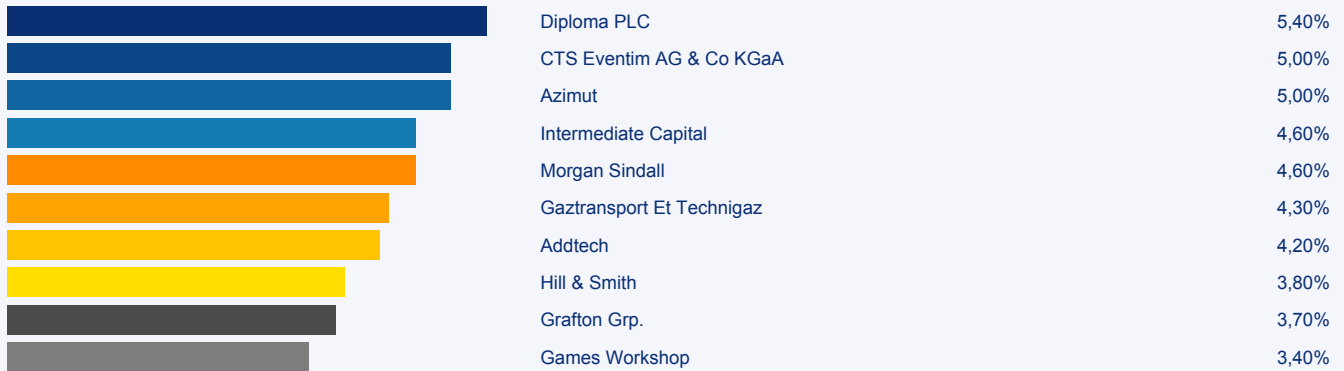 Diploma PLC 5,40%
CTS Eventim AG & Co KGaA 5,00%
Azimut 5,00%
Intermediate Capital 4,60%
Morgan Sindall 4,60%
Gaztransport Et Technigaz 4,30%
Addtech 4,20%
Hill & Smith 3,80%
Grafton Grp. 3,70%
Games Workshop 3,40%